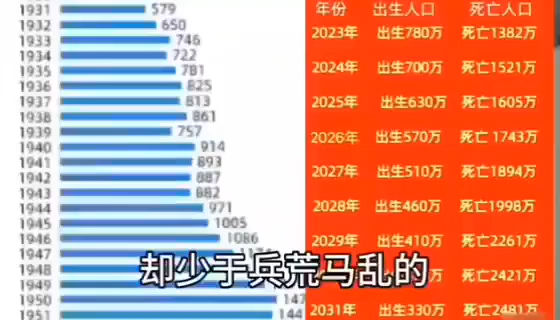 1931 579
1932 650
1933 746
1934 722
1935 781
1936 825
1937 813
1938 861
1939 757
1940 914
1941 893
1942 887
1943 882
1944 971
1945 1005
1946 1086
1947
1948
1949
1950 147
1951 144
年份 出生人口 死亡人口
2023年 出生780万 死亡1382万
2024年 出生700万 死亡1521万
2025年 出生630万 死亡1605万
2026年 出生570万 死亡1743万
2027年 出生510万 死亡1894万
2028年 出生460万 死亡1998万
2029年 出生410万 死亡2261万
2421万
2031年 出生330万 死亡2481万
却少于兵荒马乱的